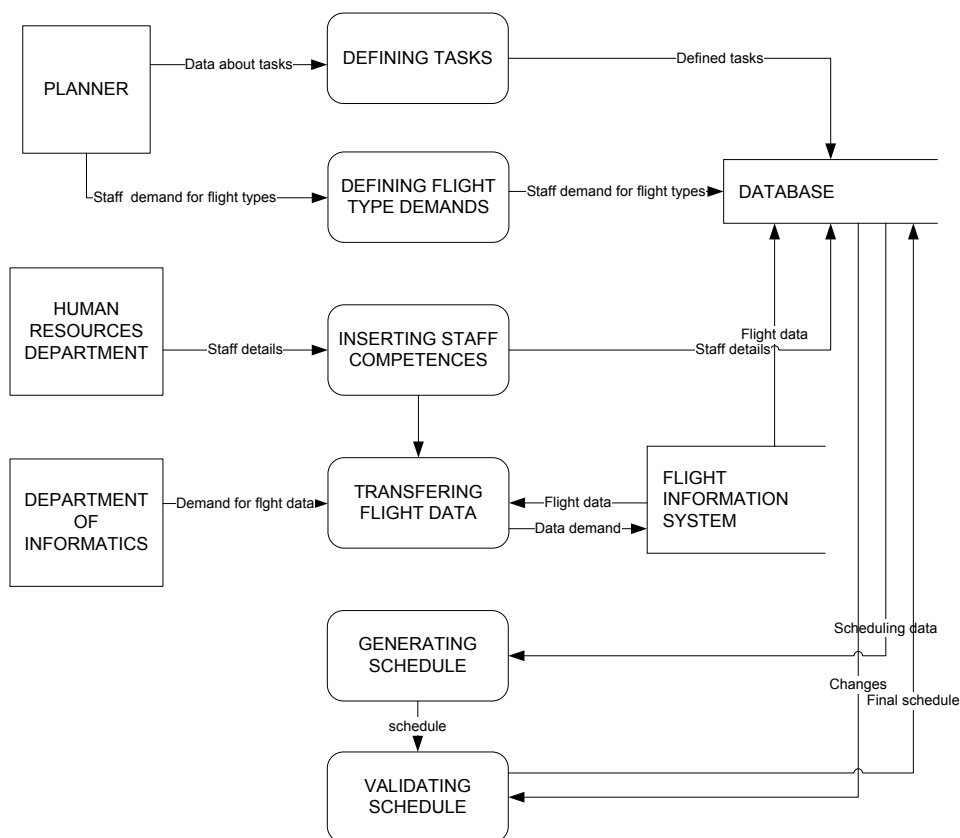 Data about tasks
DEFINING TASKS
Defined tasks
PLANNER
Staff  demand for flight types
DEFINING FLIGHT
TYPE DEMANDS
Staff demand for flight types
DATABASE
HUMAN
RESOURCES
DEPARTMENT
Staff details
INSERTING STAFF
COMPETENCES
Flight data
Staff details
DEPARTMENT
OF
INFORMATICS
Demand for flght data
TRANSFERING
FLIGHT DATA
Flight data
Data demand
FLIGHT
INFORMATION
SYSTEM
GENERATING
SCHEDULE
Scheduling data
Changes
Final schedule
schedule
VALIDATING
SCHEDULE